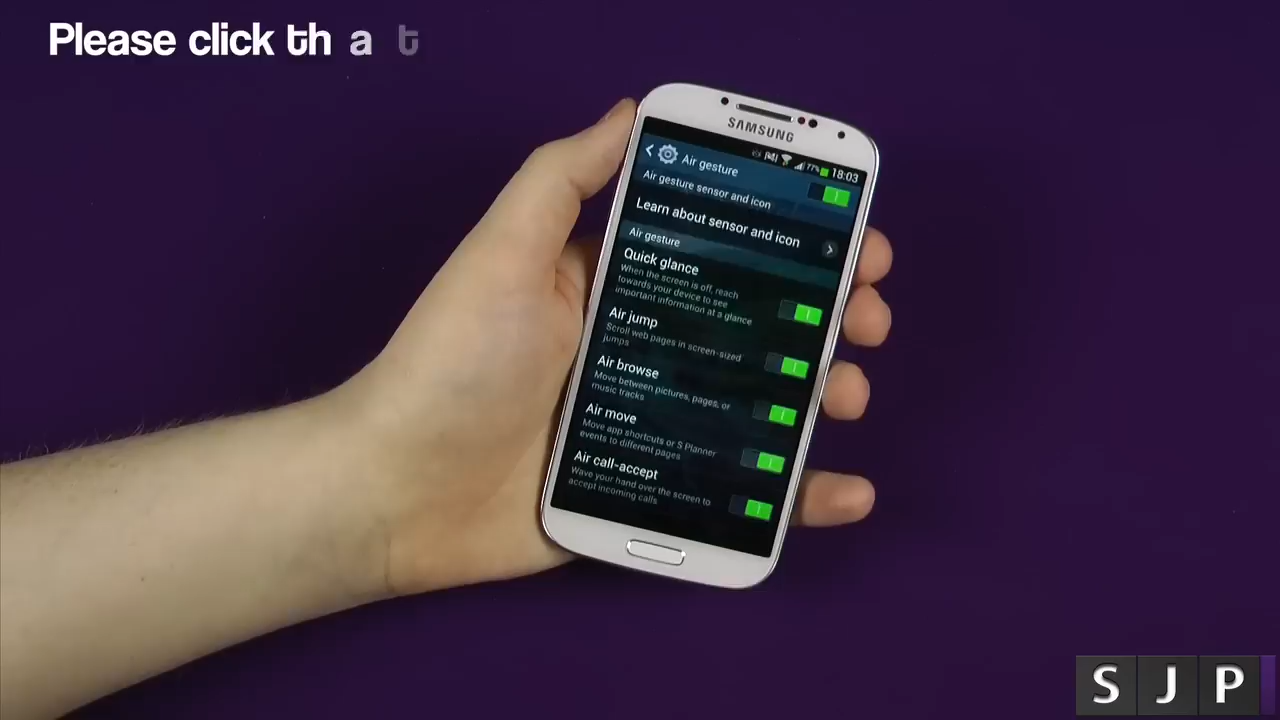 Please click th a t
SAMSUNG
77% 18:03
Air gesture
Air gesture sensor and icon
Learn about sensor and icon
Air gesture
Quick glance
When the screen is off, reach
towards your device to see
important information at a glance
Air jump
Scroll web pages in screen-sized
jumps
Air browse
Move between pictures, pages, or
music tracks
Air move
Move app shortcuts or S Planner
events to different pages
Air call-accept
Wave your hand over the screen to
accept incoming calls
SJP